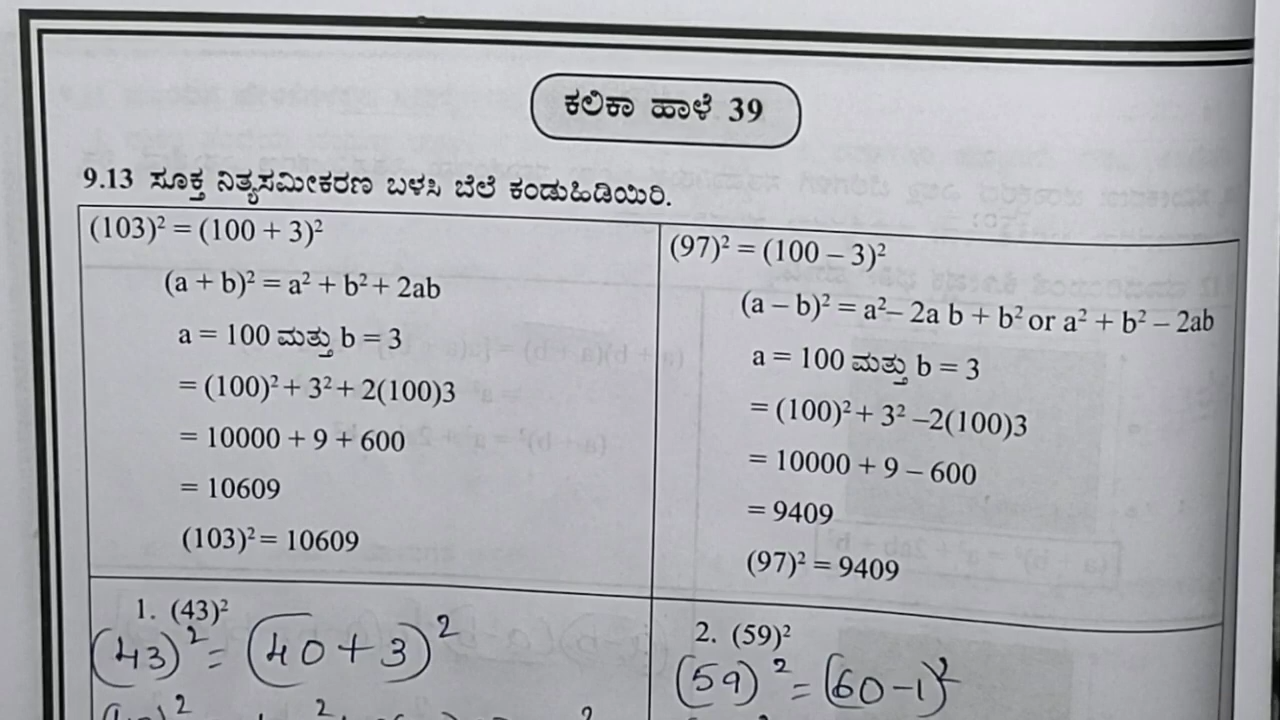 ಕಲಿಕಾ ಹಾಳೆ 39
9.13 ಸೂಕ್ತ ನಿತ್ಯಸಮೀಕರಣ ಬಳಸಿ ಬೆಲೆ ಕಂಡುಹಿಡಿಯಿರಿ.
(103)² = (100 + 3)²
(a + b)² = a² + b² + 2ab
a = 100 ಮತ್ತು b = 3
= (100)² + 3² + 2(100)3
= 10000 + 9 + 600
= 10609
(103)² = 10609
(97)² = (100 – 3)²
(a – b)² = a²– 2a b + b² or a² + b² – 2ab
a = 100 ಮತ್ತು b = 3
= (100)² + 3² –2(100)3
= 10000 + 9 – 600
= 9409
(97)² = 9409
1. (43)²
(43)² = (40+3)²
2. (59)²
(59)² = (60-1)²